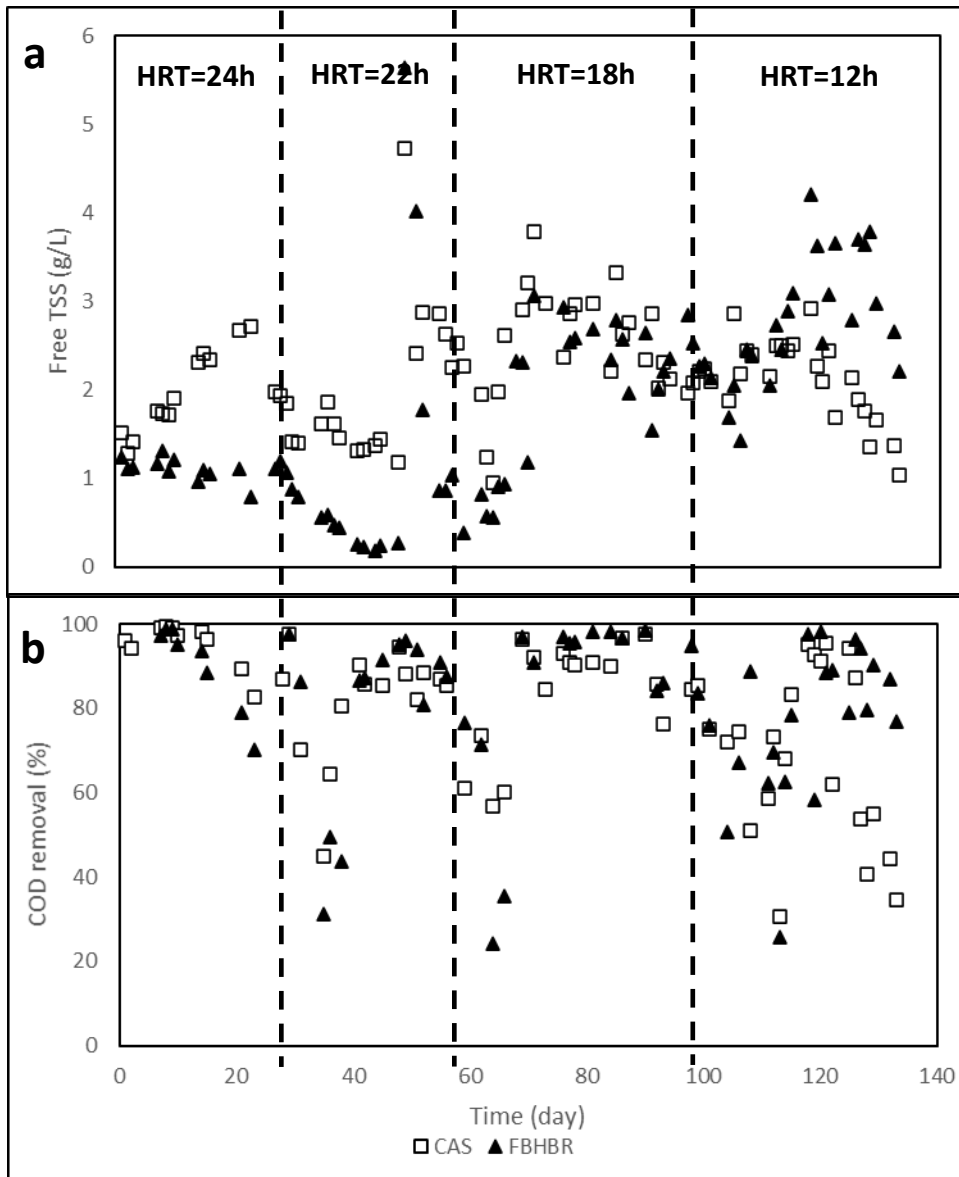 a
HRT=24h
HRT=22h
HRT=18h
HRT=12h
6
5
4
3
2
1
0
Free TSS (g/L)
b
100
80
60
40
20
0
COD removal (%)
0 20 40 60 80 100 120 140
Time (day)
CAS FBHBR